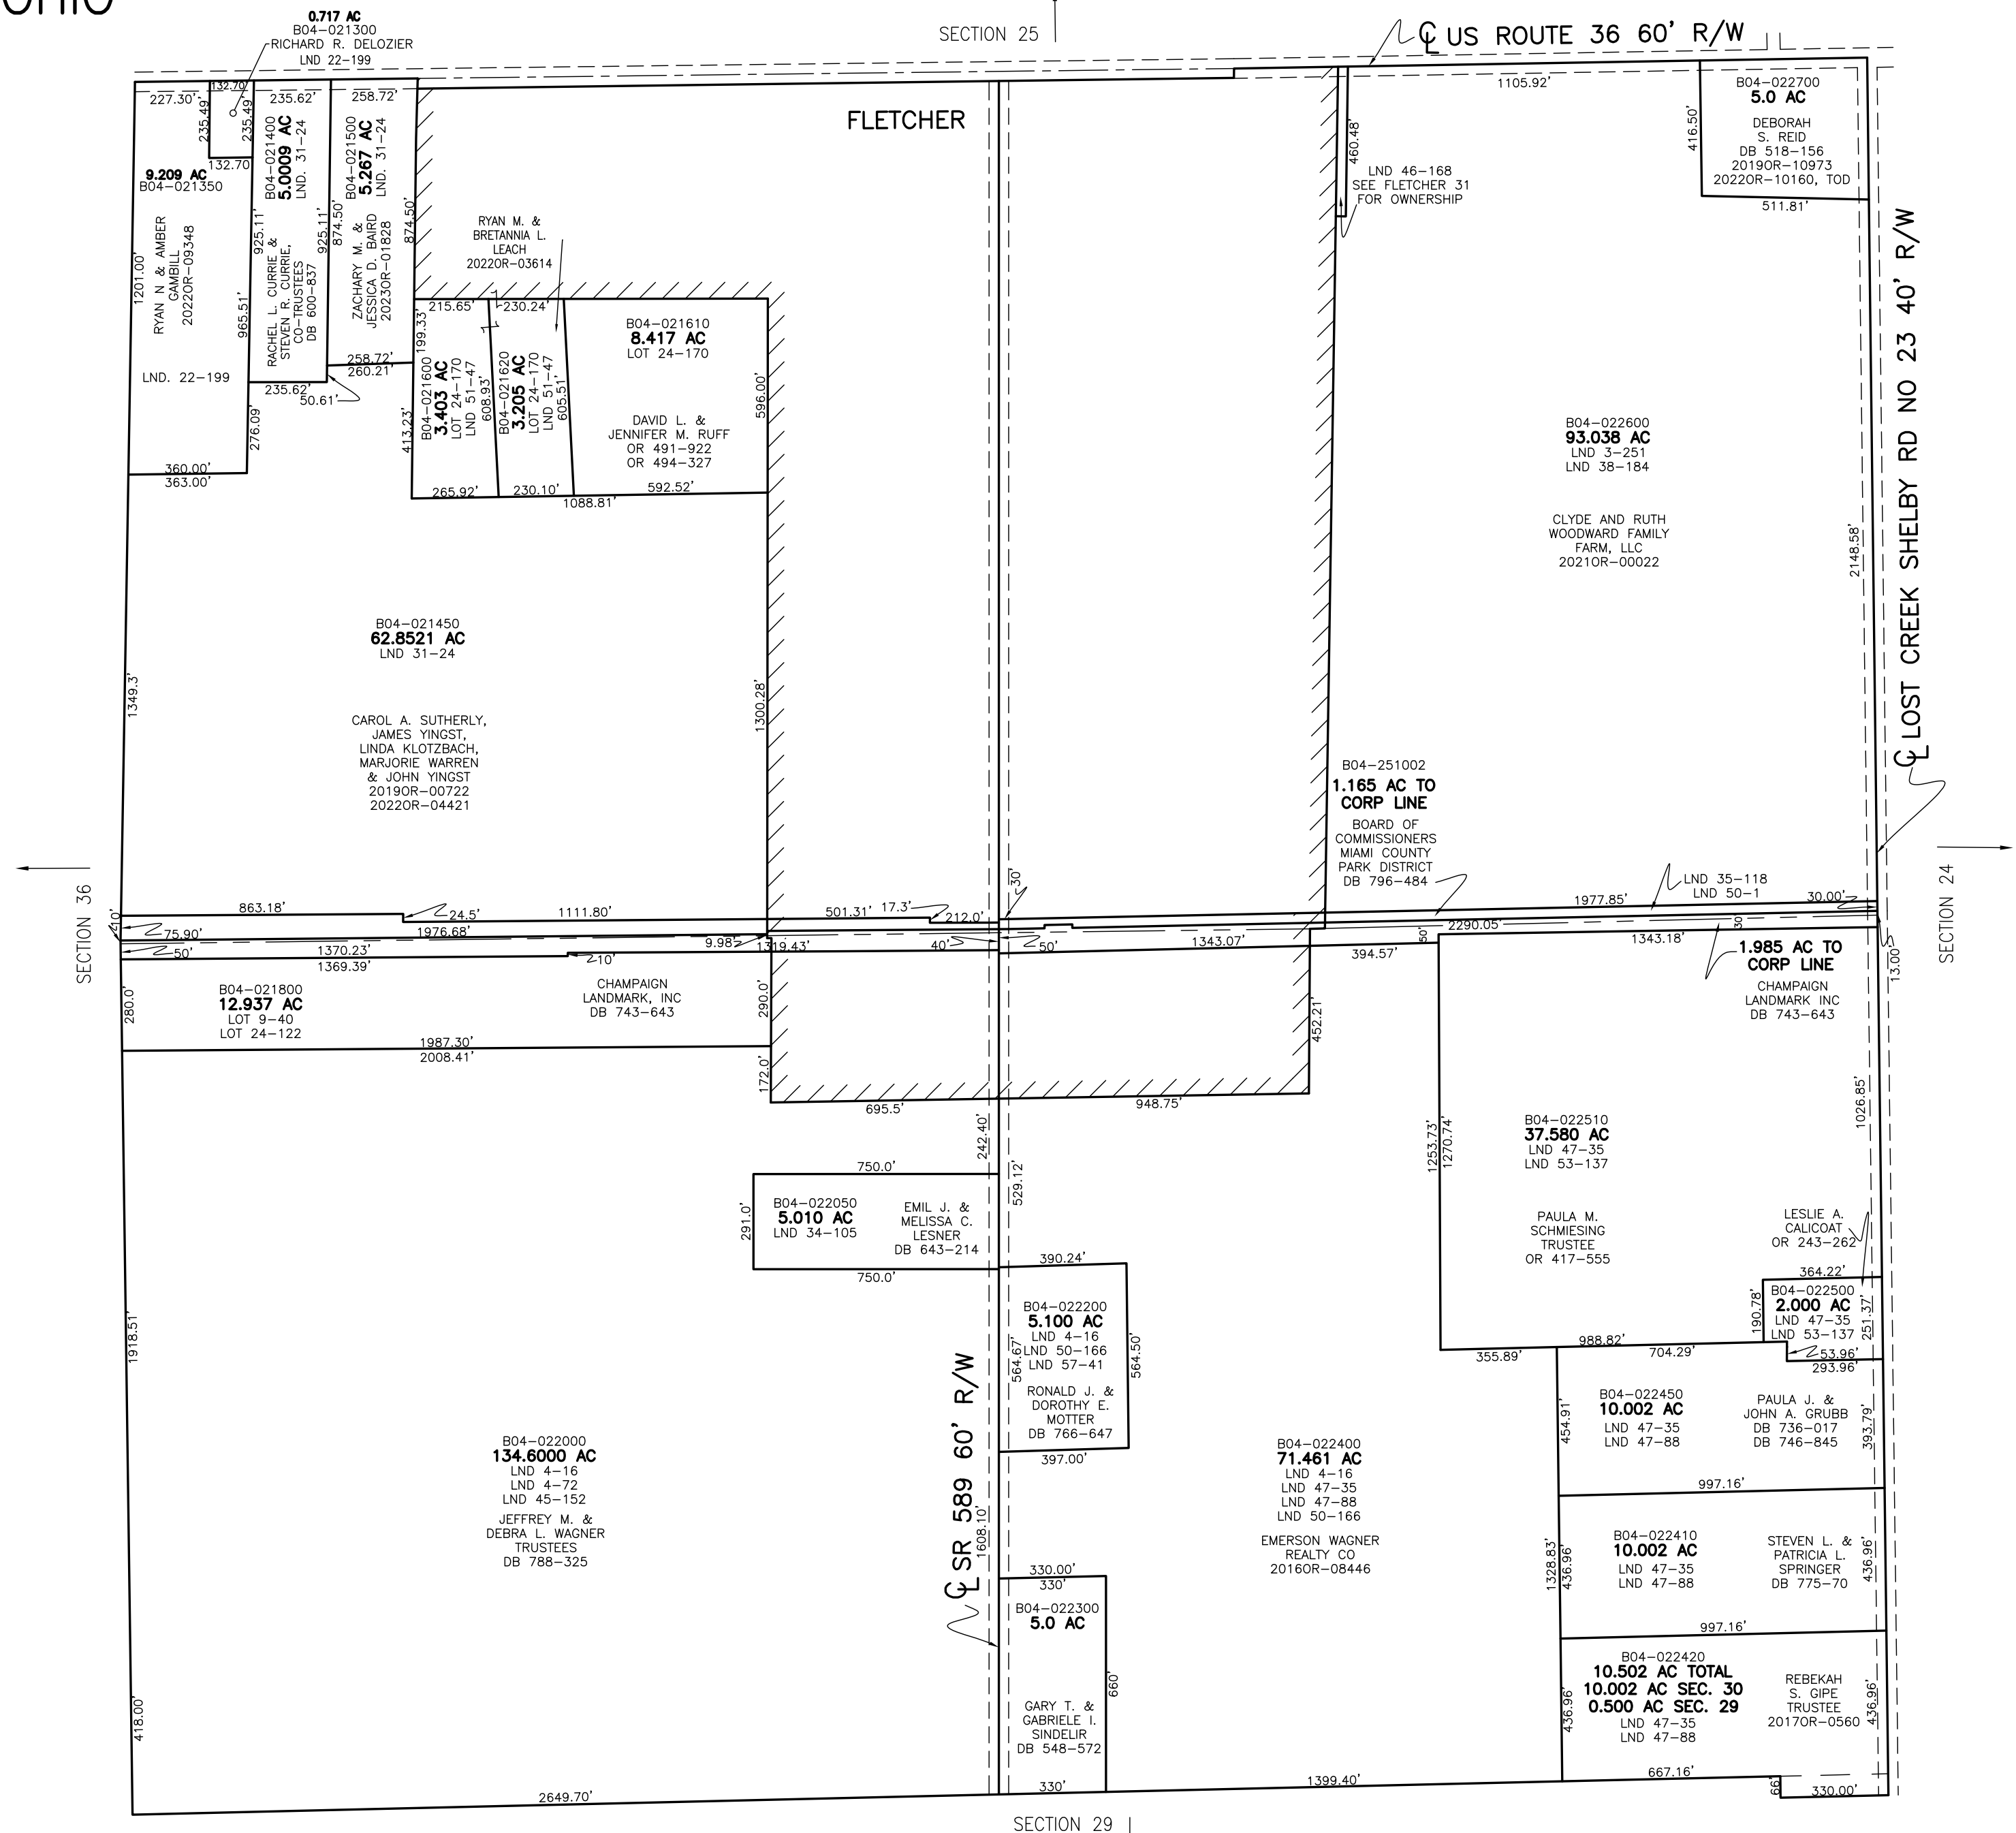 OHIO
0.717 AC
B04-021300
RICHARD R. DELOZIER
LND 22-199
SECTION 25
℄ US ROUTE 36 60' R/W
227.30'
132.70'
235.49'
235.49'
132.70
235.62'
258.72'
FLETCHER
1105.92'
460.48'
416.50'
B04-022700
5.0 AC
DEBORAH
S. REID
DB 518-156
2019OR-10973
2022OR-10160, TOD
511.81'
LND 46-168
SEE FLETCHER 31
FOR OWNERSHIP
9.209 AC
B04-021350
RYAN N & AMBER
GAMBILL
2022OR-09348
LND. 22-199
1201.00'
965.51'
276.09'
360.00'
363.00'
B04-021400
5.0009 AC
LND. 31-24
925.11'
925.11'
RACHEL L. CURRIE &
STEVEN R. CURRIE,
CO-TRUSTEES
DB 600-837
235.62'
50.61'
B04-021500
5.267 AC
LND. 31-24
874.50'
874.50'
ZACHARY M. &
JESSICA D. BAIRD
2023OR-01828
258.72'
260.21'
RYAN M. &
BRETANNIA L.
LEACH
2022OR-03614
215.65'
230.24'
199.33'
413.23'
B04-021600
3.403 AC
LOT 24-170
LND 51-47
608.93'
B04-021620
3.205 AC
LOT 24-170
LND 51-47
605.51'
B04-021610
8.417 AC
LOT 24-170
DAVID L. &
JENNIFER M. RUFF
OR 491-922
OR 494-327
596.00'
265.92'
230.10'
592.52'
1088.81'
B04-022600
93.038 AC
LND 3-251
LND 38-184
CLYDE AND RUTH
WOODWARD FAMILY
FARM, LLC
2021OR-00022
2148.58'
℄ LOST CREEK SHELBY RD NO 23 40' R/W
B04-021450
62.8521 AC
LND 31-24
CAROL A. SUTHERLY,
JAMES YINGST,
LINDA KLOTZBACH,
MARJORIE WARREN
& JOHN YINGST
2019OR-00722
2022OR-04421
1349.3'
1300.28'
B04-251002
1.165 AC TO
CORP LINE
BOARD OF
COMMISSIONERS
MIAMI COUNTY
PARK DISTRICT
DB 796-484
LND 35-118
LND 50-1
SECTION 36
SECTION 24
863.18'
24.5'
1111.80'
501.31'
17.3'
212.0'
30'
1977.85'
30.00'
75.90'
1976.68'
9.98'
1319.43'
40'
50'
1343.07'
2290.05'
50'
30'
1343.18'
13.00'
50'
1370.23'
1369.39'
10'
394.57'
1.985 AC TO
CORP LINE
CHAMPAIGN
LANDMARK INC
DB 743-643
280.0'
B04-021800
12.937 AC
LOT 9-40
LOT 24-122
CHAMPAIGN
LANDMARK, INC
DB 743-643
290.0'
452.21'
1987.30'
2008.41'
172.0'
695.5'
948.75'
242.40'
529.12'
1253.73'
1270.74'
B04-022510
37.580 AC
LND 47-35
LND 53-137
PAULA M.
SCHMIESING
TRUSTEE
OR 417-555
1026.85'
LESLIE A.
CALICOAT
OR 243-262
364.22'
190.78'
B04-022500
2.000 AC
LND 47-35
LND 53-137
251.37'
53.96'
293.96'
750.0'
291.0'
B04-022050
5.010 AC
LND 34-105
EMIL J. &
MELISSA C.
LESNER
DB 643-214
750.0'
390.24'
B04-022200
5.100 AC
LND 4-16
LND 50-166
LND 57-41
RONALD J. &
DOROTHY E.
MOTTER
DB 766-647
564.67'
564.50'
397.00'
355.89'
988.82'
704.29'
454.91'
B04-022450
10.002 AC
LND 47-35
LND 47-88
PAULA J. &
JOHN A. GRUBB
DB 736-017
DB 746-845
393.79'
997.16'
1918.51'
B04-022000
134.6000 AC
LND 4-16
LND 4-72
LND 45-152
JEFFREY M. &
DEBRA L. WAGNER
TRUSTEES
DB 788-325
℄ SR 589 60' R/W
1608.10'
B04-022400
71.461 AC
LND 4-16
LND 47-35
LND 47-88
LND 50-166
EMERSON WAGNER
REALTY CO
2016OR-08446
1328.83'
436.96'
B04-022410
10.002 AC
LND 47-35
LND 47-88
STEVEN L. &
PATRICIA L.
SPRINGER
DB 775-70
436.96'
997.16'
330.00'
330'
B04-022300
5.0 AC
660'
GARY T. &
GABRIELE I.
SINDELIR
DB 548-572
330'
436.96'
B04-022420
10.502 AC TOTAL
10.002 AC SEC. 30
0.500 AC SEC. 29
LND 47-35
LND 47-88
REBEKAH
S. GIPE
TRUSTEE
2017OR-0560
436.96'
418.00'
2649.70'
1399.40'
667.16'
66'
330.00'
SECTION 29